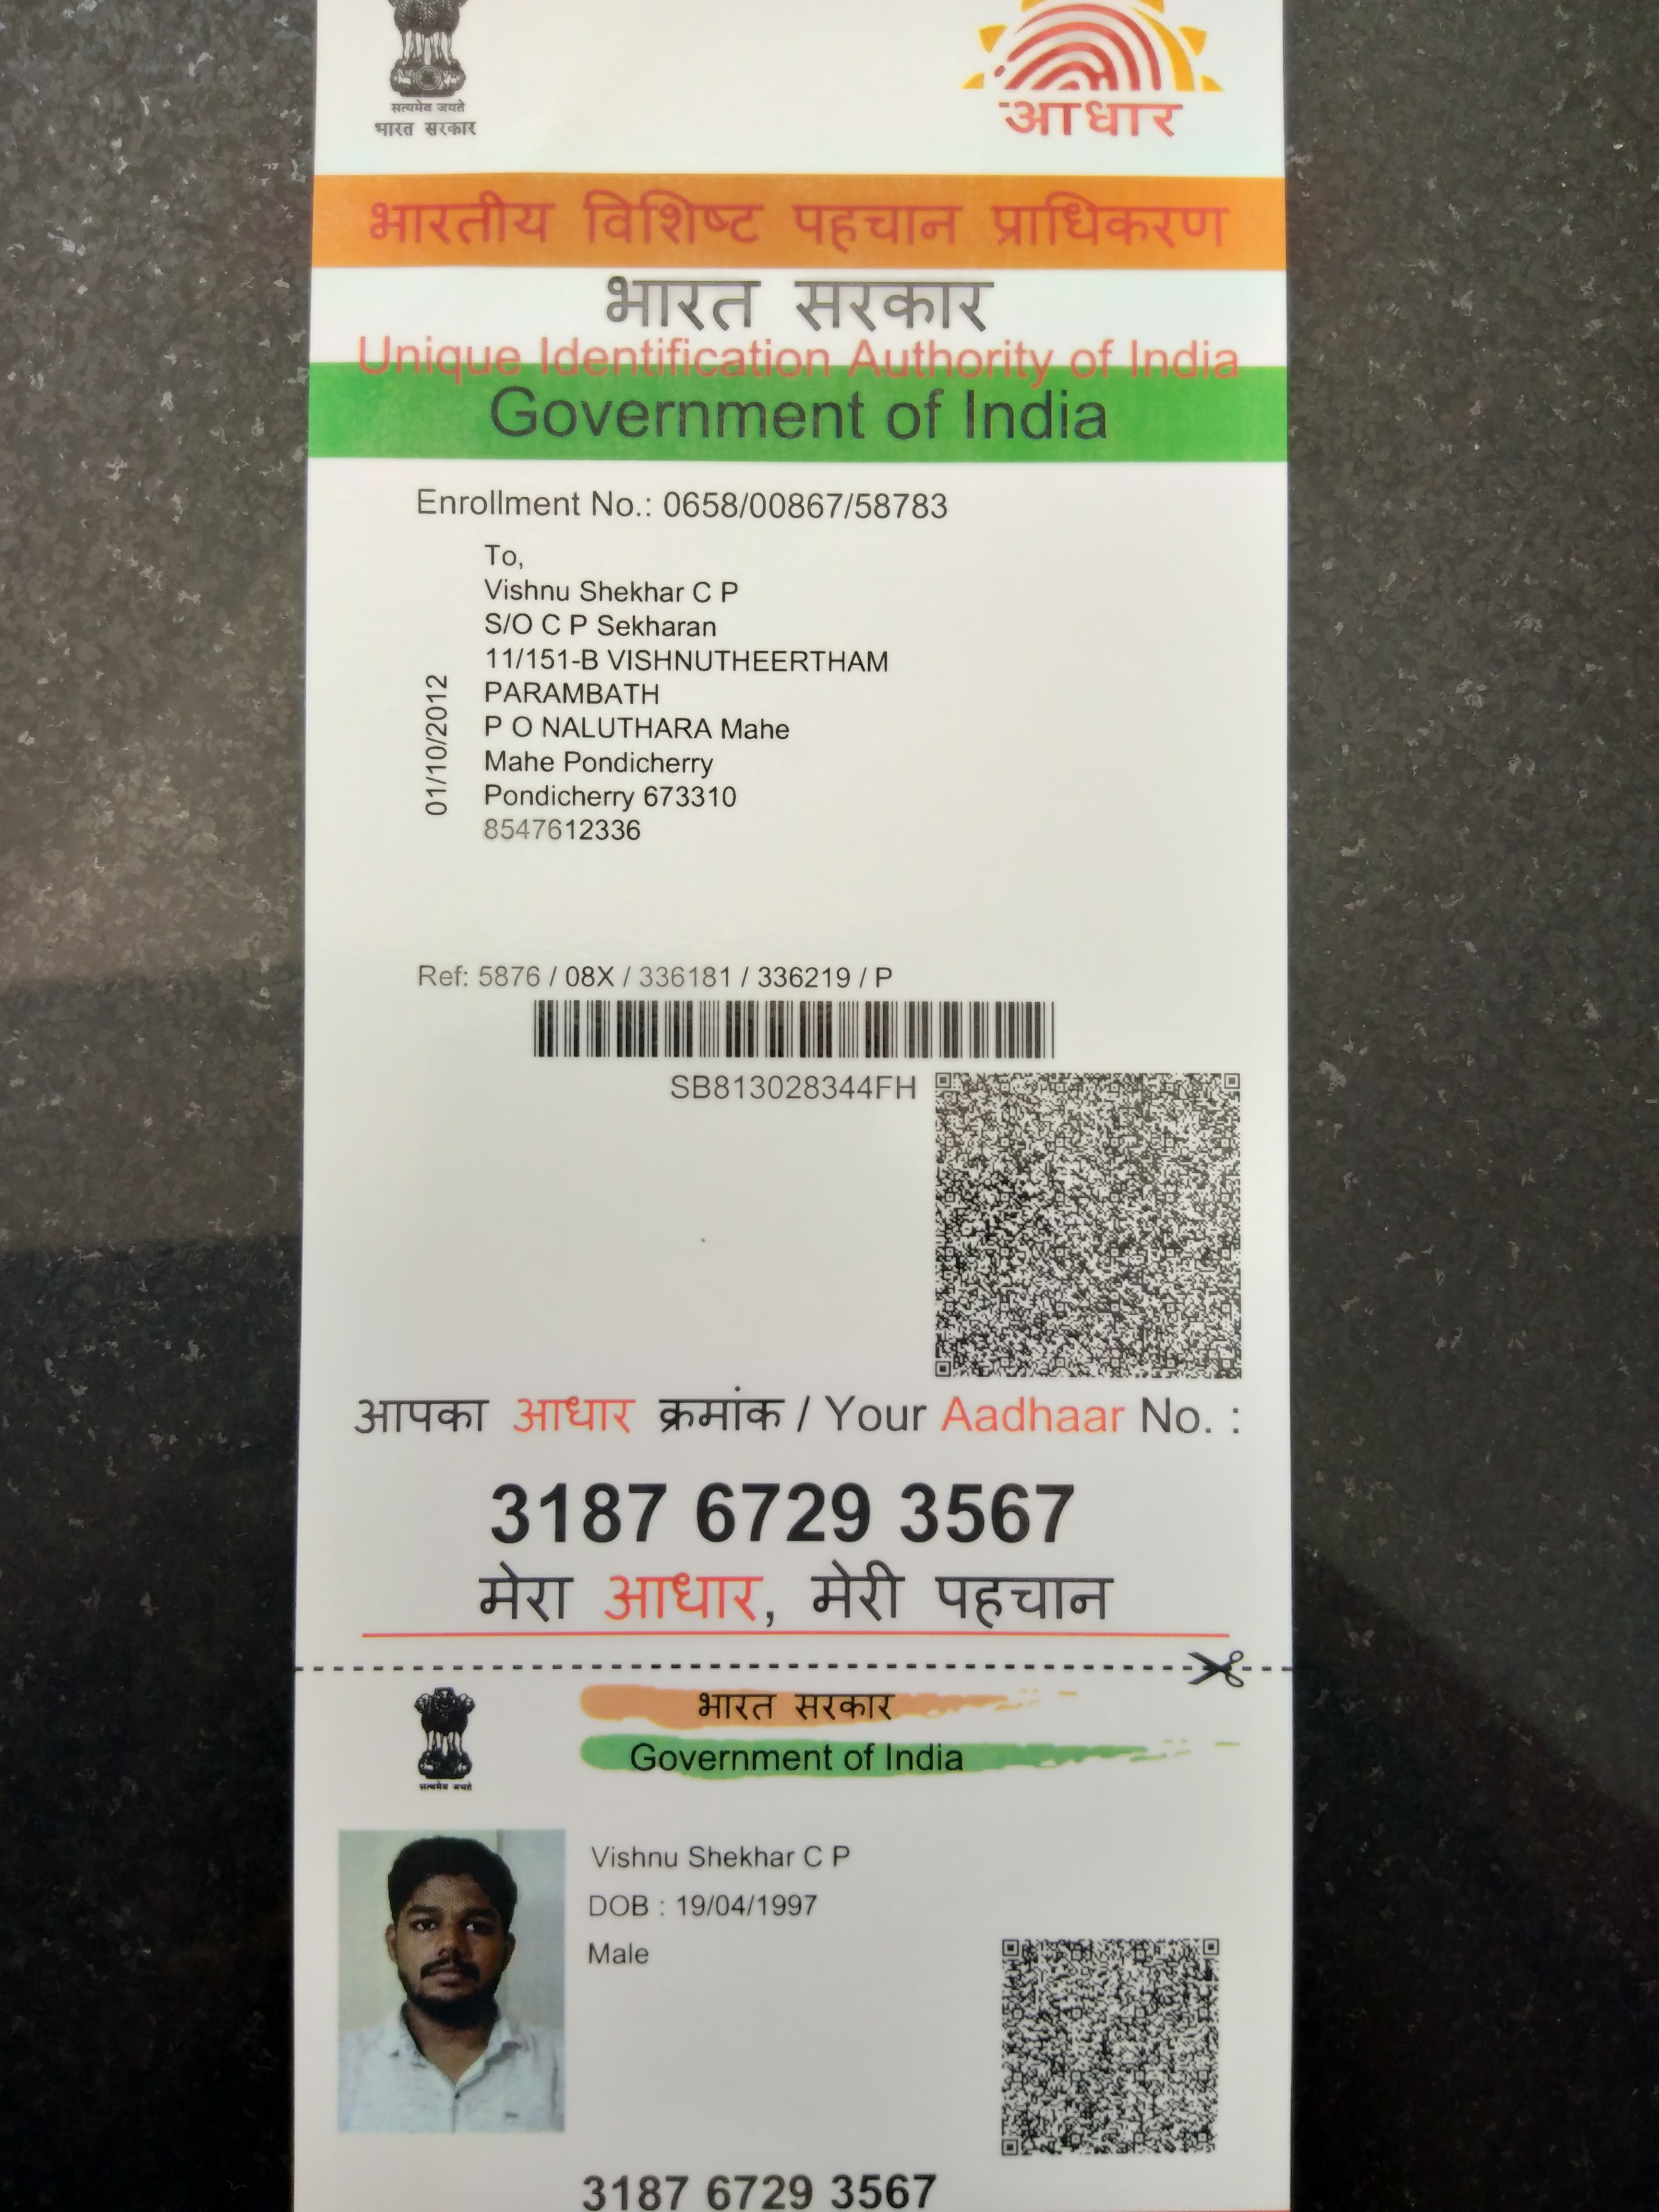 सत्यमेव जयते
भारत सरकार
आधार
भारतीय विशिष्ट पहचान प्राधिकरण
भारत सरकार
Unique Identification Authority of India
Government of India
Enrollment No.: 0658/00867/58783
To,
Vishnu Shekhar C P
S/O C P Sekharan
11/151-B VISHNUTHEERTHAM
PARAMBATH
P O NALUTHARA Mahe
Mahe Pondicherry
Pondicherry 673310
8547612336
01/10/2012
Ref: 5876 / 08X / 336181 / 336219 / P
SB813028344FH
आपका आधार क्रमांक / Your Aadhaar No. :
3187 6729 3567
मेरा आधार, मेरी पहचान
भारत सरकार
Government of India
सत्यमेव जयते
Vishnu Shekhar C P
DOB : 19/04/1997
Male
3187 6729 3567